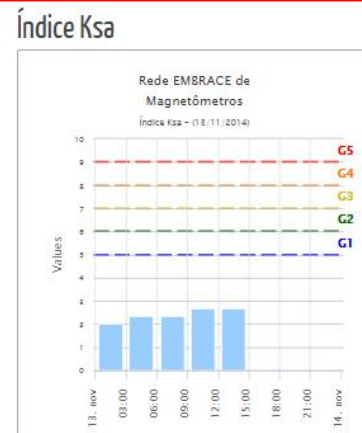 Índice Ksa
Rede EMBRACE de
Magnetômetros
Índice Ksa - (13/11/2014)
Values
10
9
8
7
6
5
4
3
2
1
0
G5
G4
G3
G2
G1
13. nov
03:00
06:00
09:00
12:00
15:00
18:00
21:00
14. nov